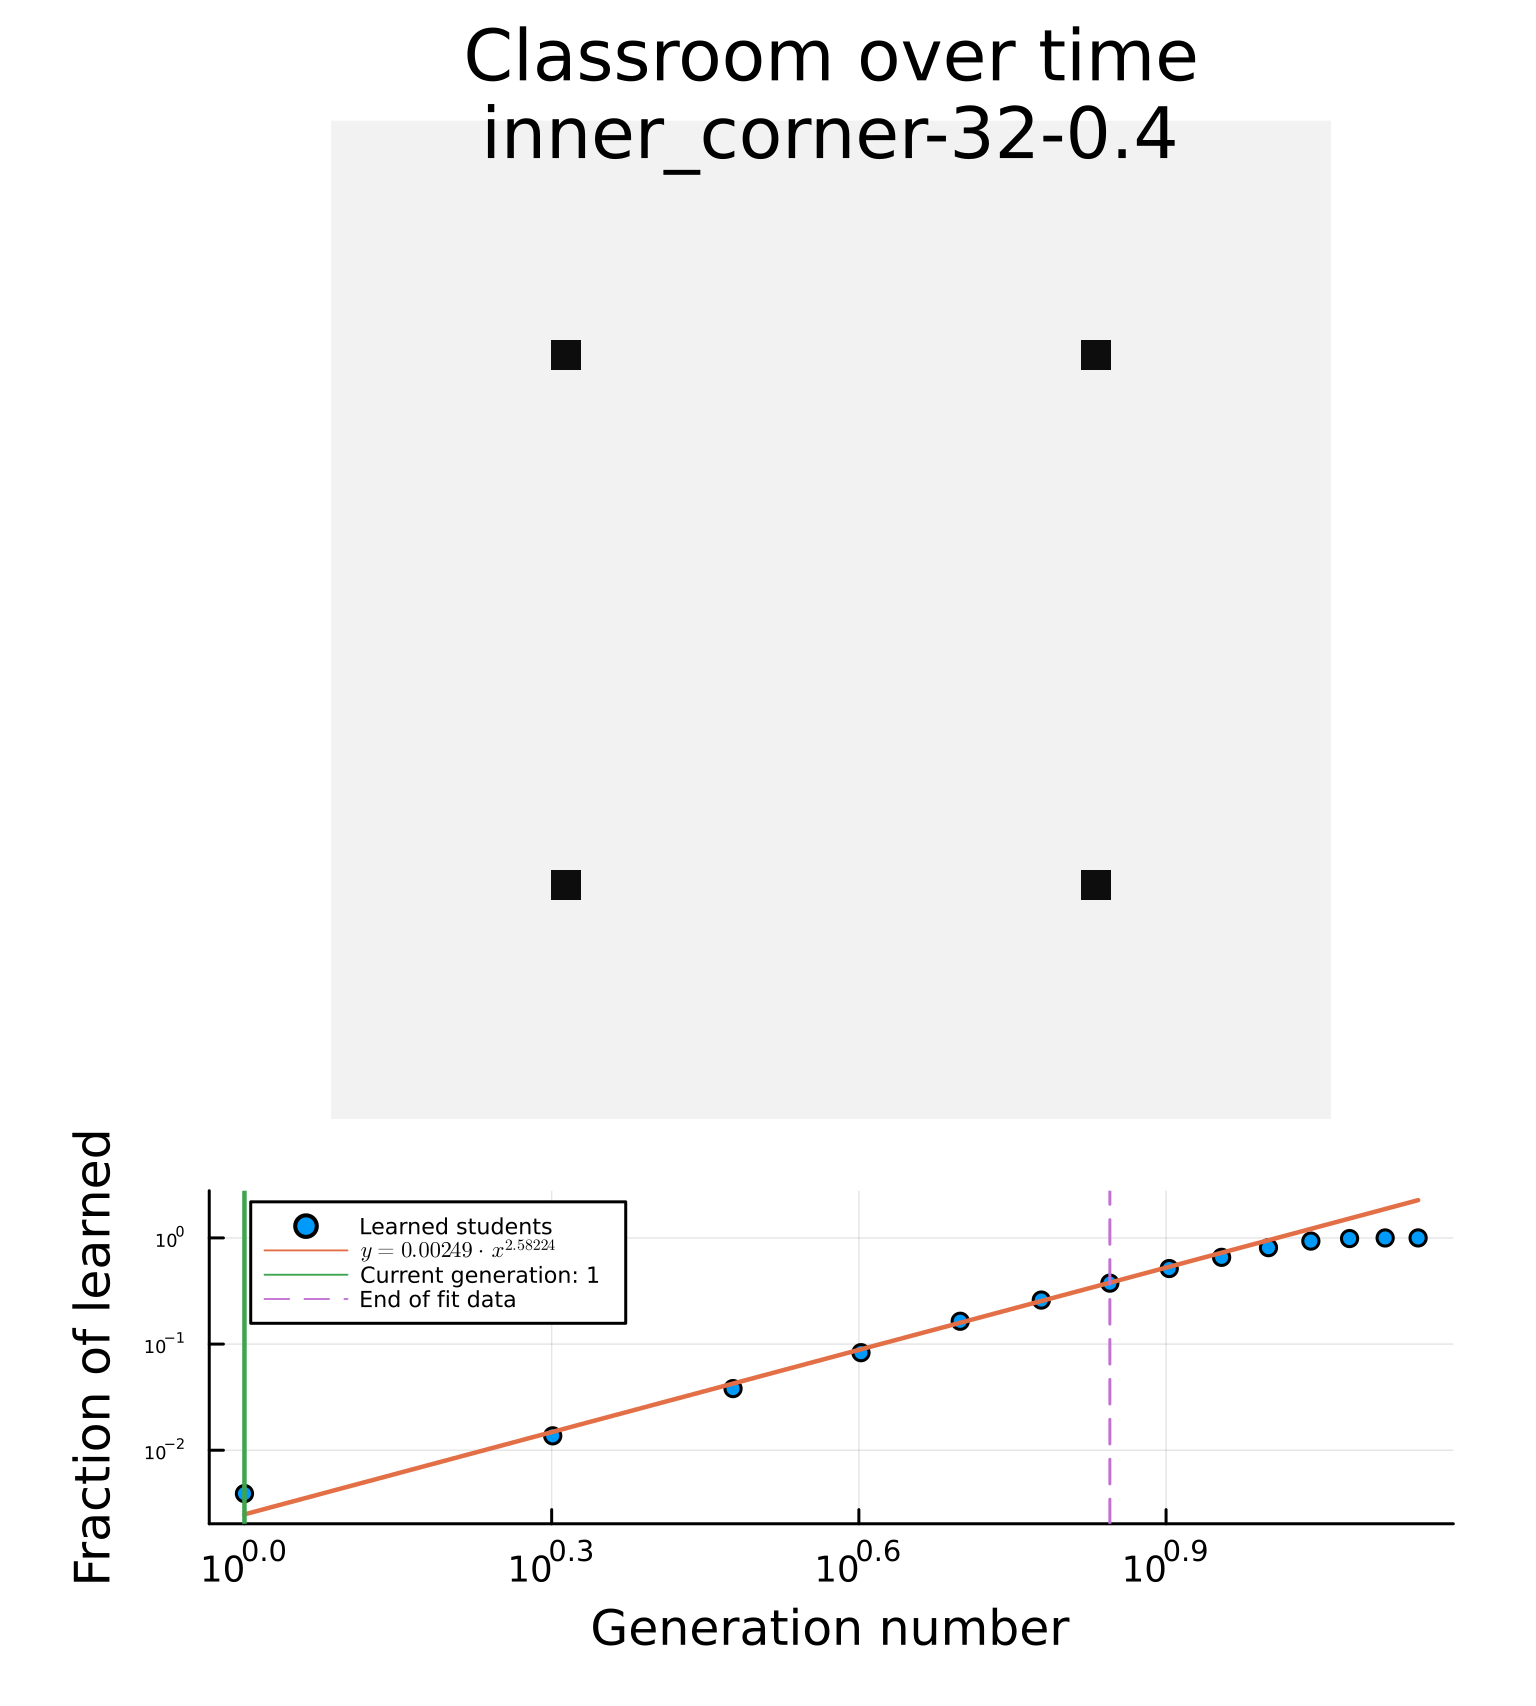 Classroom over time
inner_corner-32-0.4
Fraction of learned
10^0
10^-1
10^-2
Learned students
y = 0.00249 · x^2.58224
Current generation: 1
End of fit data
10^0.0 10^0.3 10^0.6 10^0.9
Generation number